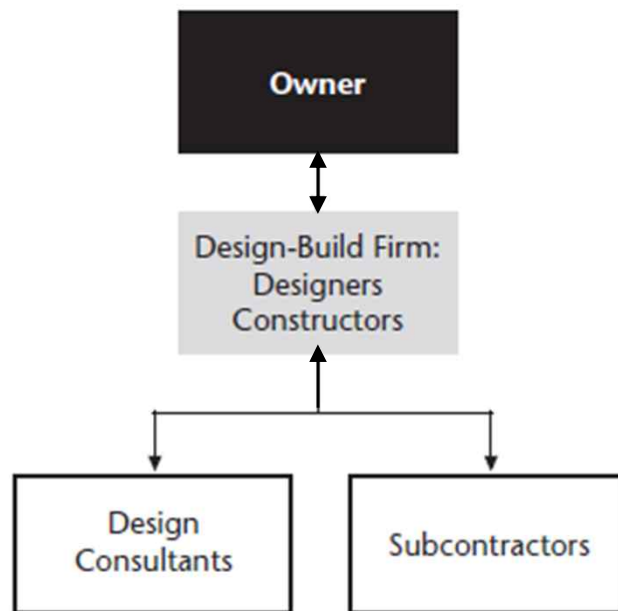 Owner
Design-Build Firm:
Designers
Constructors
Design
Consultants
Subcontractors